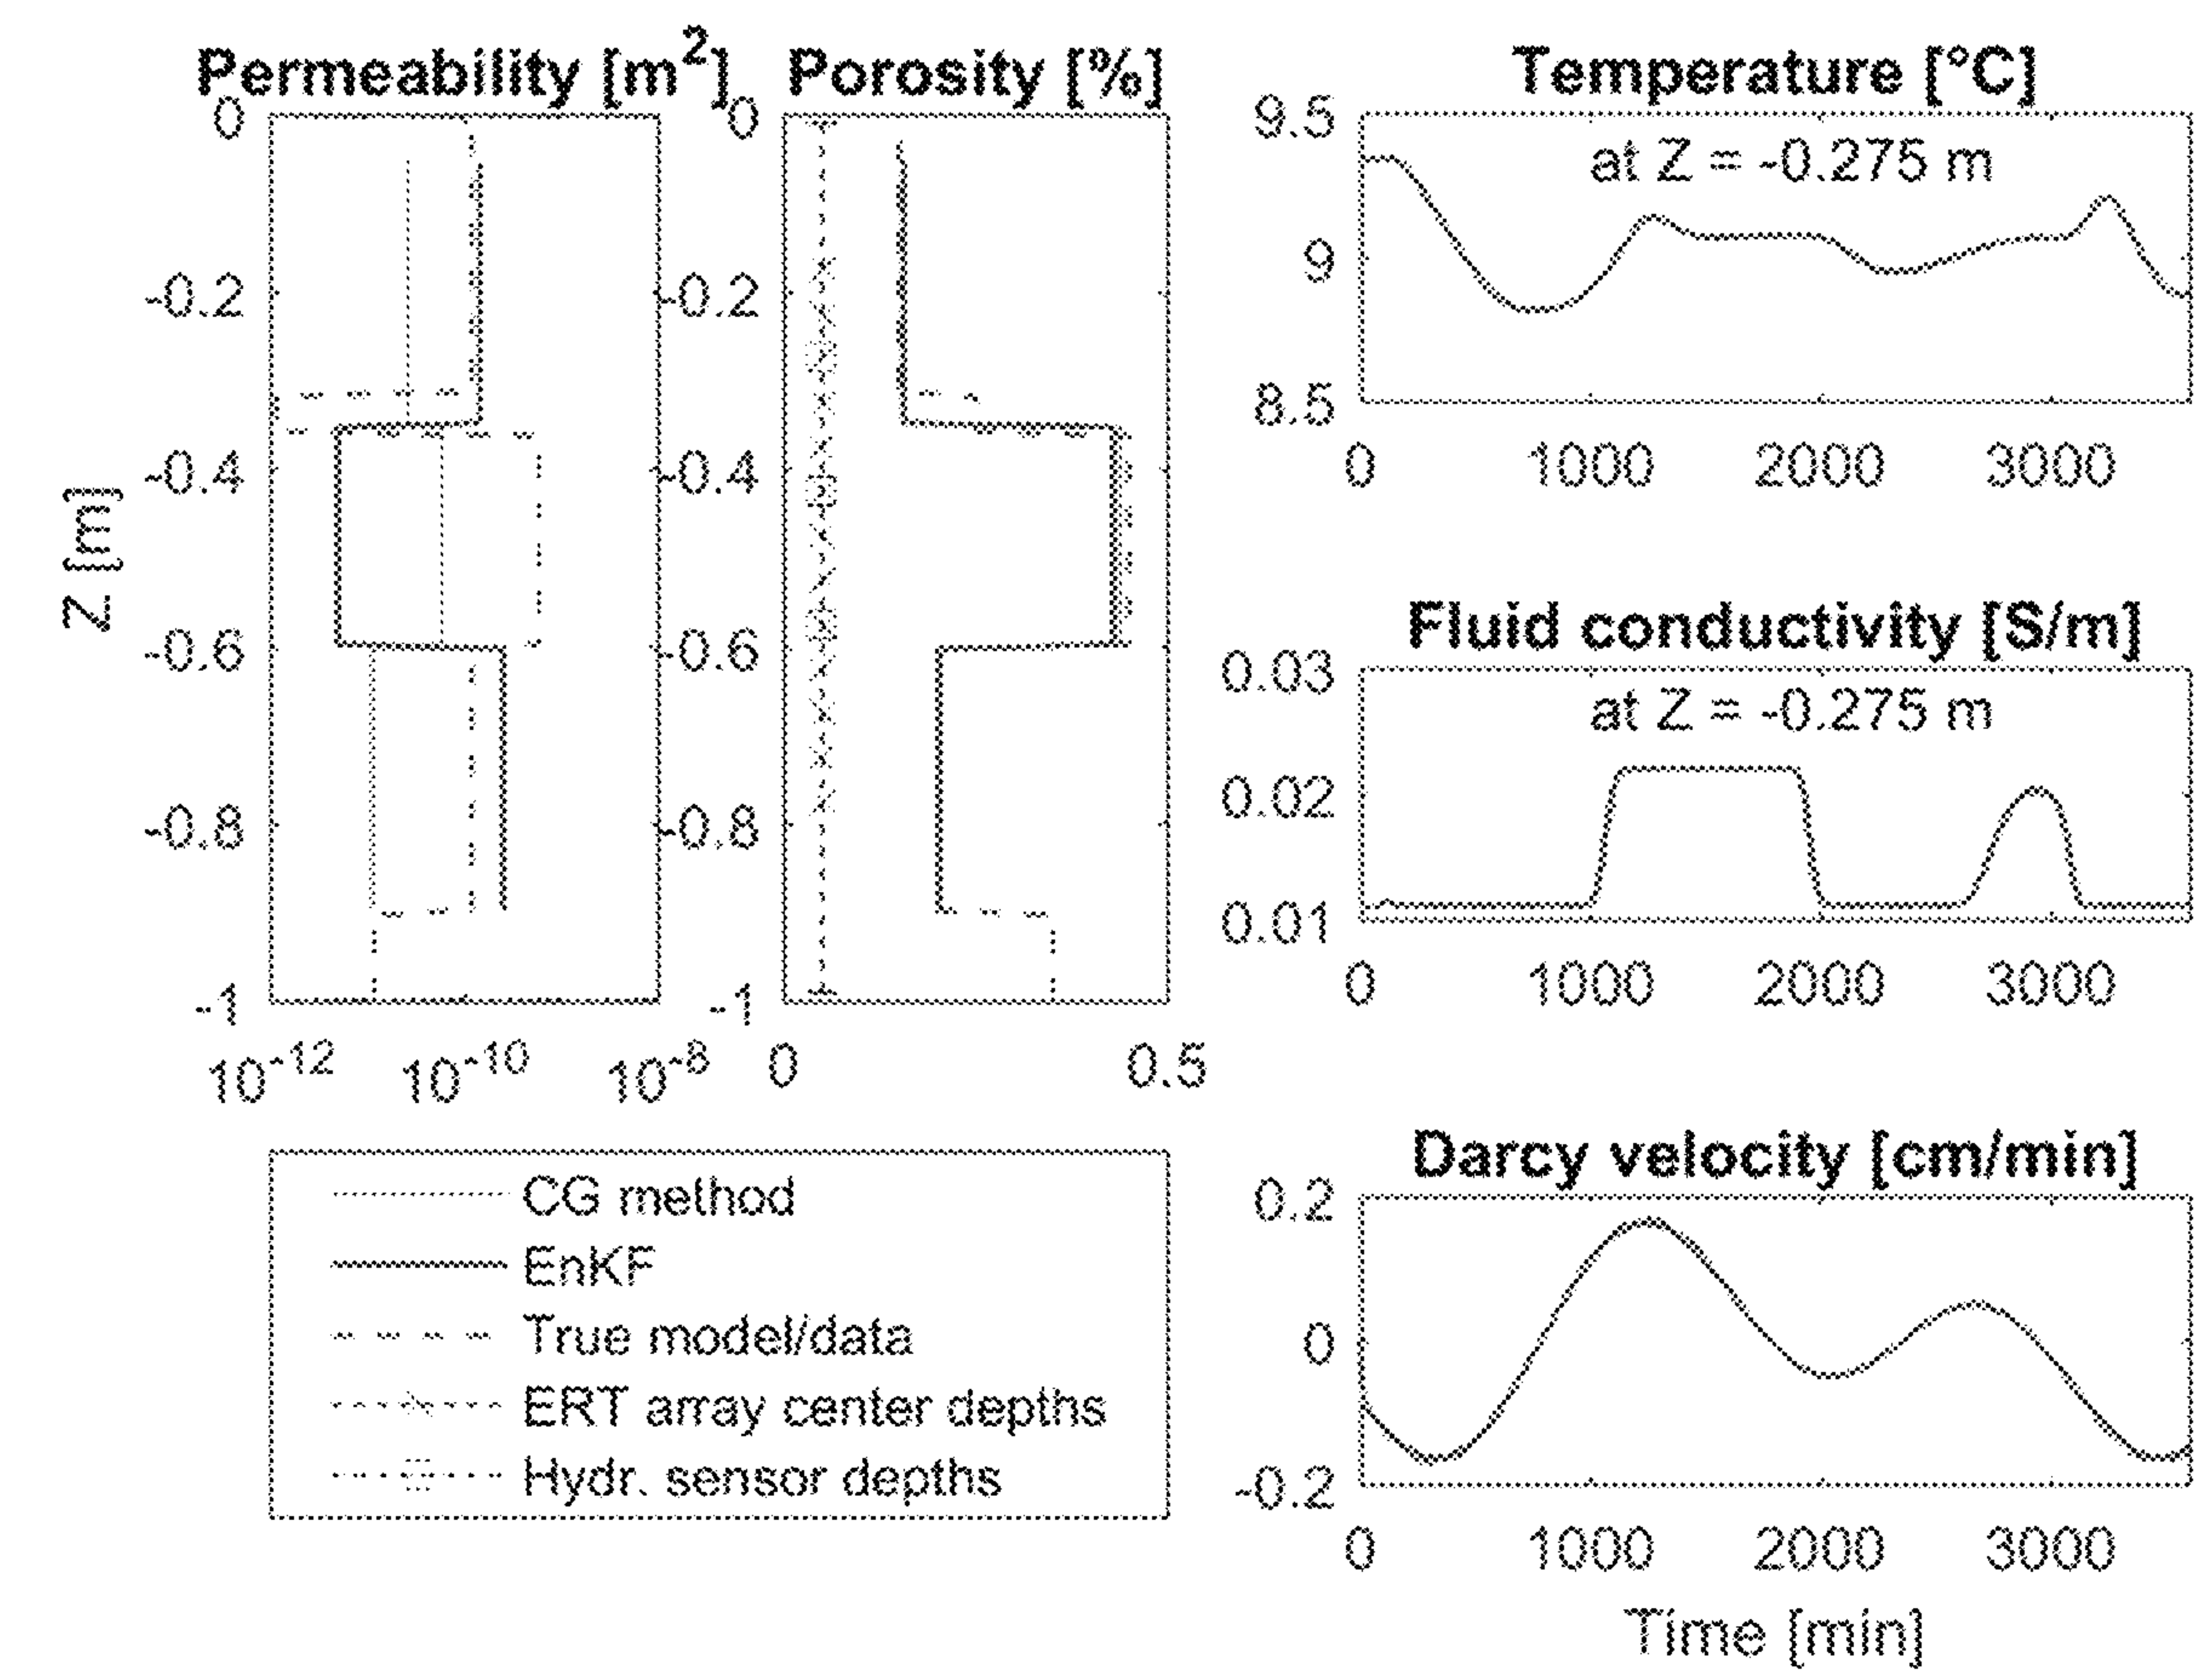 Permeability [m²]
0
-0.2
-0.4
-0.6
-0.8
-1
Z [m]
10⁻¹² 10⁻¹⁰ 10⁻⁸
Porosity [%]
0
-0.2
-0.4
-0.6
-0.8
-1
0 0.5
CG method
EnKF
True model/data
ERT array center depths
Hydr. sensor depths
Temperature [°C]
at Z = -0.275 m
9.5
9
8.5
0 1000 2000 3000
Fluid conductivity [S/m]
at Z = -0.275 m
0.03
0.02
0.01
0 1000 2000 3000
Darcy velocity [cm/min]
0.2
0
-0.2
0 1000 2000 3000
Time [min]